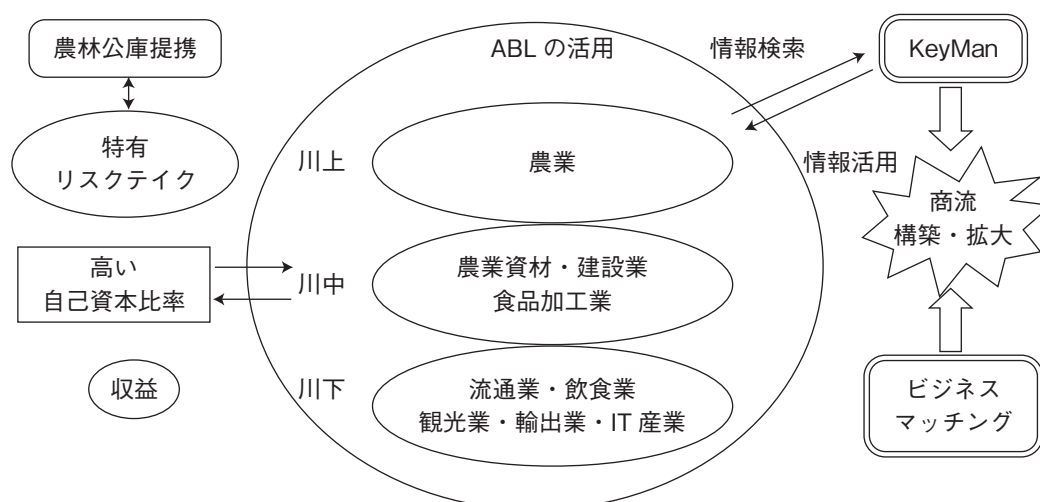 農林公庫提携
特有
リスクテイク
高い
自己資本比率
収益
ABL の活用
川上
農業
川中
農業資材・建設業
食品加工業
川下
流通業・飲食業
観光業・輸出業・IT 産業
情報検索
KeyMan
情報活用
商流
構築・拡大
ビジネス
マッチング